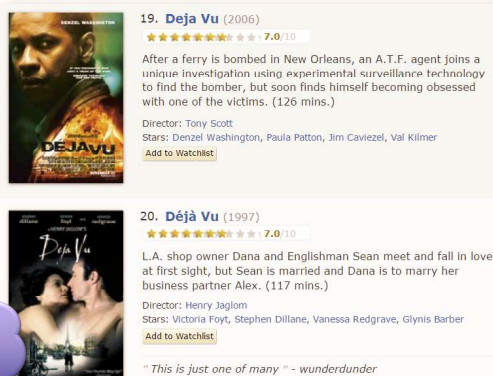 DENZEL WASHINGTON
DEJAVU
19. Deja Vu (2006)
7.0/10
After a ferry is bombed in New Orleans, an A.T.F. agent joins a
unique investigation using experimental surveillance technology
to find the bomber, but soon finds himself becoming obsessed
with one of the victims. (126 mins.)
Director: Tony Scott
Stars: Denzel Washington, Paula Patton, Jim Caviezel, Val Kilmer
Add to Watchlist
dillane foyt redgrave
HENRY JAGLOM'S
Deja Vu
20. Déjà Vu (1997)
7.0/10
L.A. shop owner Dana and Englishman Sean meet and fall in love
at first sight, but Sean is married and Dana is to marry her
business partner Alex. (117 mins.)
Director: Henry Jaglom
Stars: Victoria Foyt, Stephen Dillane, Vanessa Redgrave, Glynis Barber
Add to Watchlist
" This is just one of many " - wunderdunder